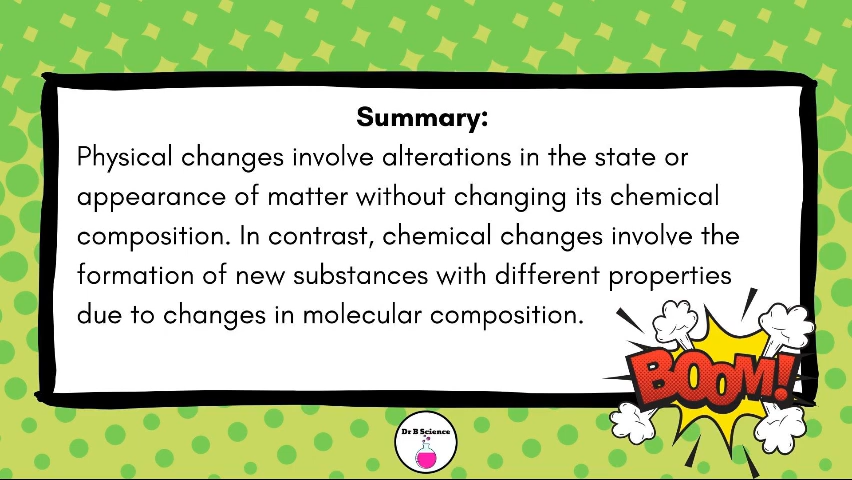 Summary:
Physical changes involve alterations in the state or
appearance of matter without changing its chemical
composition. In contrast, chemical changes involve the
formation of new substances with different properties
due to changes in molecular composition.
BOOM!
Dr B Science